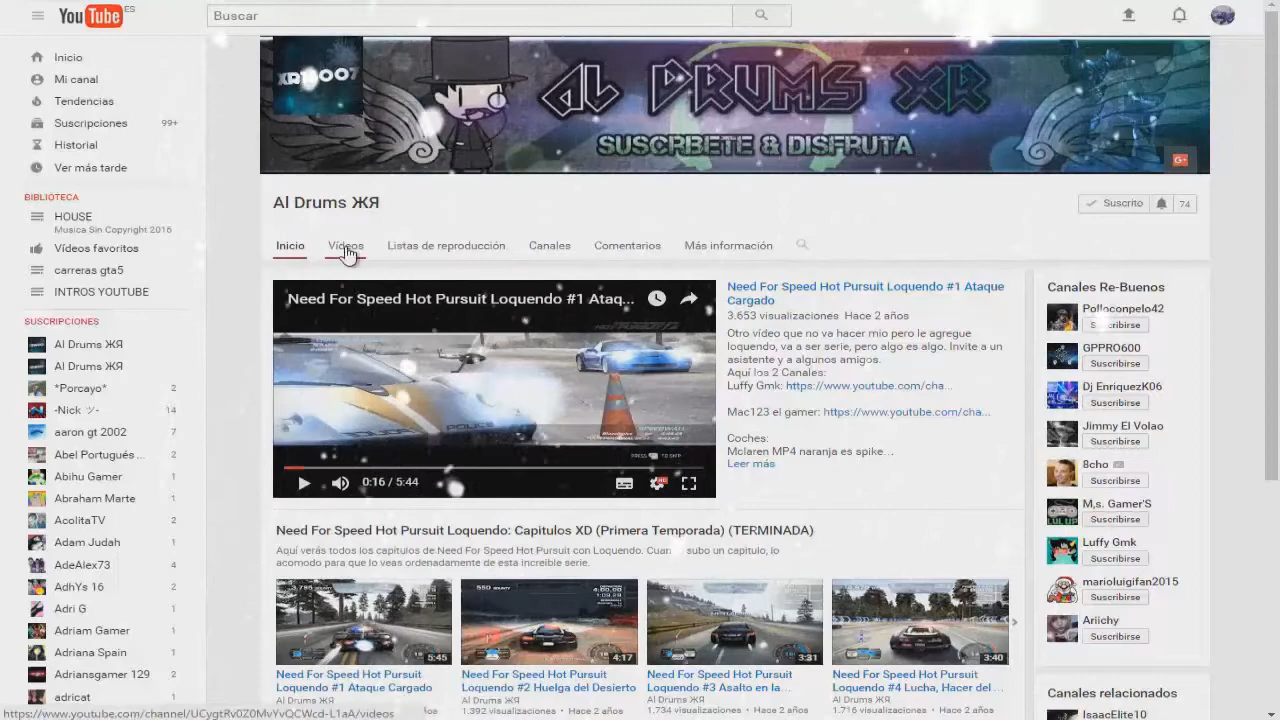 YouTube ES
Buscar
Inicio
Mi canal
Tendencias
Suscripciones 99+
Historial
Ver más tarde
BIBLIOTECA
HOUSE
Musica Sin Copyright 2016
Vídeos favoritos
carreras gta5
INTROS YOUTUBE
SUSCRIPCIONES
Al Drums ЖЯ
Al Drums ЖЯ
*Porcayo* 2
-Nick ツ- 14
aaron gt 2002 7
Abel Portugués ... 2
Abihu Gamer 1
Abraham Marte 1
AcolitaTV 2
Adam Judah 1
AdeAlex73 4
AdhYs 16 2
Adri G 1
Adriam Gamer 1
Adriana Spain 1
Adriansgamer 129 2
adricat 1
AL DRUMS XR
SUSCRBETE & DISFRUTA
Al Drums ЖЯ
Suscrito 74
Inicio Vídeos Listas de reproducción Canales Comentarios Más información
Need For Speed Hot Pursuit Loquendo #1 Ataq...
0:16 / 5:44
Need For Speed Hot Pursuit Loquendo #1 Ataque
Cargado
3.653 visualizaciones Hace 2 años
Otro vídeo que no va hacer mio pero le agregue
loquendo, va a ser serie, pero algo es algo. Invite a un
asistente y a algunos amigos.
Aquí los 2 Canales:
Luffy Gmk: https://www.youtube.com/cha...
Mac123 el gamer: https://www.youtube.com/cha...
Coches:
Mclaren MP4 naranja es spike...
Leer más
Need For Speed Hot Pursuit Loquendo: Capitulos XD (Primera Temporada) (TERMINADA)
Aquí verás todos los capitulos de Need For Speed Hot Pursuit con Loquendo. subo un capitulo, lo
acomodo para que lo veas ordenadamente de esta increible serie.
5:45
4:17
3:31
3:40
Need For Speed Hot Pursuit
Loquendo #1 Ataque Cargado
Al Drums ЖЯ
Need For Speed Hot Pursuit
Loquendo #2 Huelga del Desierto
Al Drums ЖЯ
1.392 visualizaciones • Hace 2 años
Need For Speed Hot Pursuit
Loquendo #3 Asalto en la...
Al Drums ЖЯ
1.734 visualizaciones • Hace 2 años
Need For Speed Hot Pursuit
Loquendo #4 Lucha, Hacer del ...
Al Drums ЖЯ
1.716 visualizaciones • Hace 2 años
Canales Re-Buenos
Polloconpelo42
Suscribirse
GPPRO600
Suscribirse
Dj EnriquezK06
Suscribirse
Jimmy El Volao
Suscribirse
8cho
Suscribirse
M,s. Gamer'S
Suscribirse
Luffy Gmk
Suscribirse
marioluigifan2015
Suscribirse
Ariichy
Suscribirse
Canales relacionados
IsaacElite10